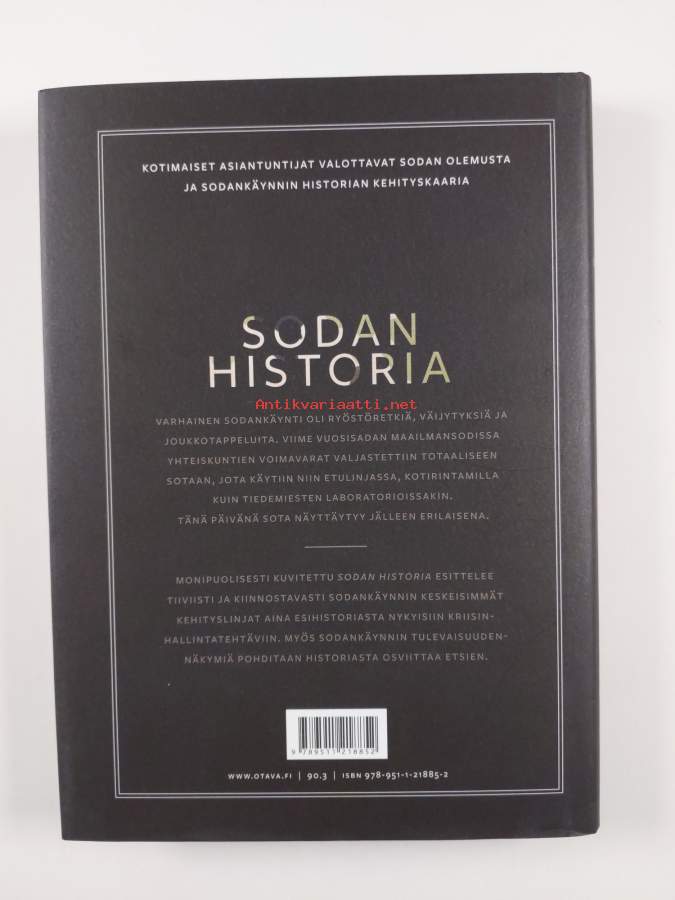 KOTIMAISET ASIANTUNTIJAT VALOTTAVAT SODAN OLEMUSTA
JA SODANKÄYNNIN HISTORIAN KEHITYSKAARIA
SODAN
HISTORIA
Antikvariaatti.net
VARHAINEN SODANKÄYNTI OLI RYÖSTÖRETKIÄ, VÄIJYTYKSIÄ JA
JOUKKOTAPPELUITA. VIIME VUOSISADAN MAAILMANSODISSA
YHTEISKUNTIEN VOIMAVARAT VALJASTETTIIN TOTAALISEEN
SOTAAN, JOTA KÄYTIIN NIIN ETULINJASSA, KOTIRINTAMILLA
KUIN TIEDEMIESTEN LABORATORIOISSAKIN.
TÄNÄ PÄIVÄNÄ SOTA NÄYTTÄYTYY JÄLLEEN ERILAISENA.
MONIPUOLISESTI KUVITETTU SODAN HISTORIA ESITTELEE
TIIVIISTI JA KIINNOSTAVASTI SODANKÄYNNIN KESKEISIMMÄT
KEHITYSLINJAT AINA ESIHISTORIASTA NYKYISIIN KRIISIN-
HALLINTATEHTÄVIIN. MYÖS SODANKÄYNNIN TULEVAISUUDEN-
NÄKYMIÄ POHDITAAN HISTORIASTA OSVIITTAA ETSIEN.
9 789511 218852
WWW.OTAVA.FI | 90.3 | ISBN 978-951-1-21885-2